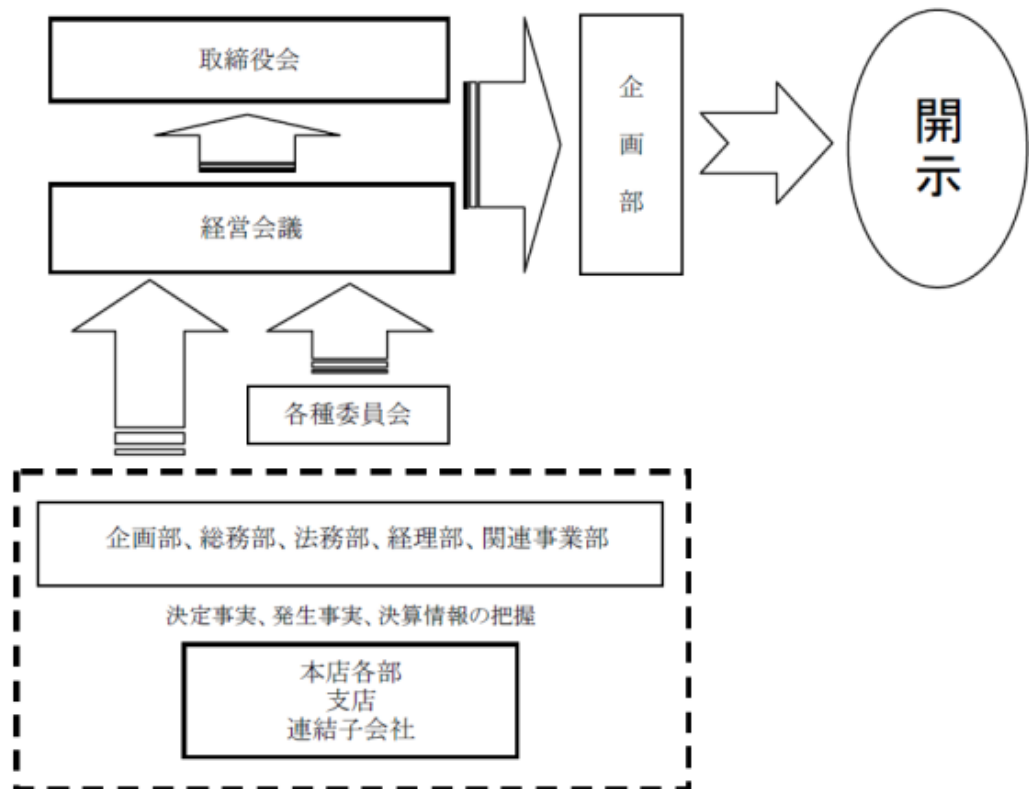 取締役会
経営会議
企画部
開示
各種委員会
企画部、総務部、法務部、経理部、関連事業部
決定事実、発生事実、決算情報の把握
本店各部
支店
連結子会社